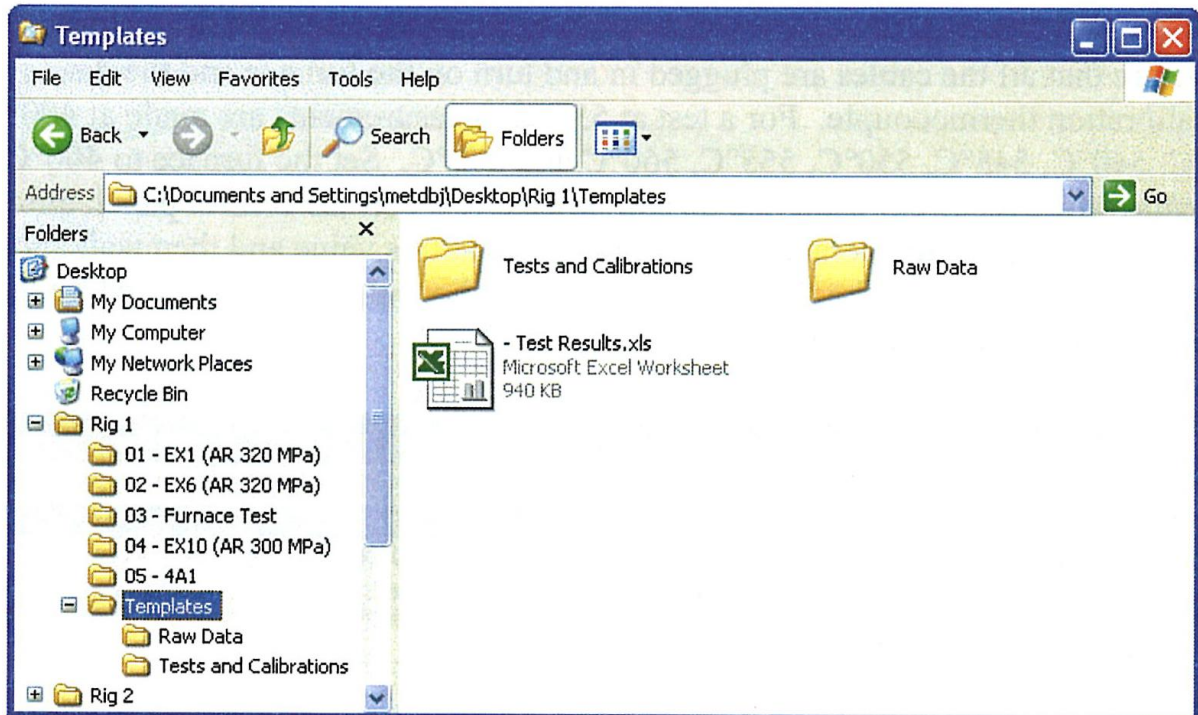 Templates
File Edit View Favorites Tools Help
Back Search Folders
Address C:\Documents and Settings\metdbj\Desktop\Rig 1\Templates Go
Folders
Desktop
My Documents
My Computer
My Network Places
Recycle Bin
Rig 1
01 - EX1 (AR 320 MPa)
02 - EX6 (AR 320 MPa)
03 - Furnace Test
04 - EX10 (AR 300 MPa)
05 - 4A1
Templates
Raw Data
Tests and Calibrations
Rig 2
Tests and Calibrations
Raw Data
- Test Results.xls
Microsoft Excel Worksheet
940 KB